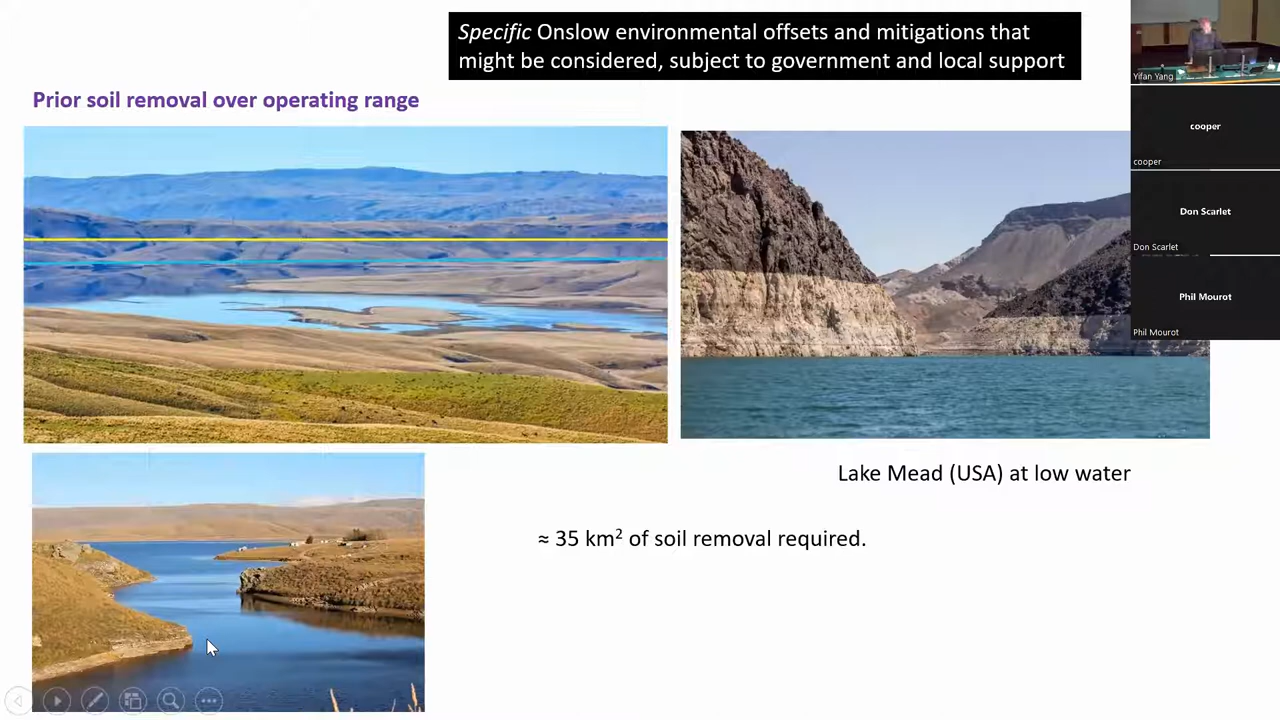 Specific Onslow environmental offsets and mitigations that
might be considered, subject to government and local support
Prior soil removal over operating range
Lake Mead (USA) at low water
≈ 35 km² of soil removal required.
Yifan Yang
cooper
cooper
Don Scarlet
Don Scarlet
Phil Mourot
Phil Mourot